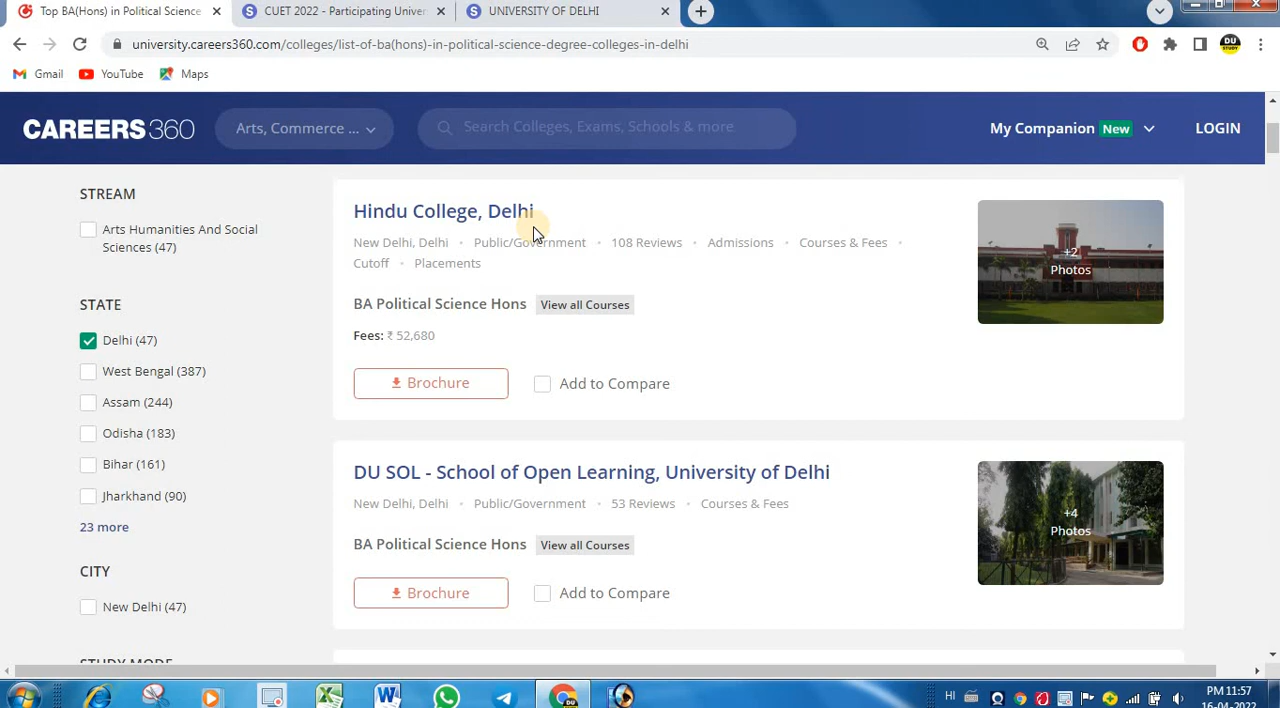 Top BA(Hons) in Political Science
CUET 2022 - Participating Univer
UNIVERSITY OF DELHI
university.careers360.com/colleges/list-of-ba(hons)-in-political-science-degree-colleges-in-delhi
DU
STUDY
Gmail
YouTube
Maps
CAREERS360
Arts, Commerce ...
Search Colleges, Exams, Schools & more
My Companion New
LOGIN
STREAM
Arts Humanities And Social
Sciences (47)
STATE
Delhi (47)
West Bengal (387)
Assam (244)
Odisha (183)
Bihar (161)
Jharkhand (90)
23 more
CITY
New Delhi (47)
STUDY MODE
Hindu College, Delhi
New Delhi, Delhi • Public/Government • 108 Reviews • Admissions • Courses & Fees •
Cutoff • Placements
BA Political Science Hons View all Courses
Fees: ₹ 52,680
Brochure
Add to Compare
+2
Photos
DU SOL - School of Open Learning, University of Delhi
New Delhi, Delhi • Public/Government • 53 Reviews • Courses & Fees
BA Political Science Hons View all Courses
Brochure
Add to Compare
+4
Photos
HI
PM 11:57
16-04-2022